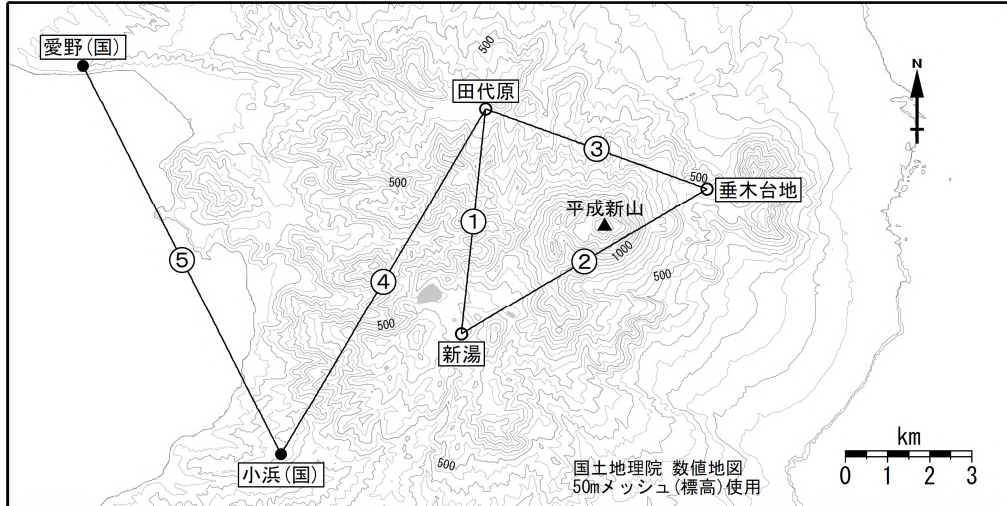 愛野(国)
500
N
田代原
③
500
500
垂木台地
平成新山
①
1000
②
⑤
500
④
500
新湯
km
小浜(国)
500
国土地理院 数値地図
50mメッシュ(標高)使用
0 1 2 3